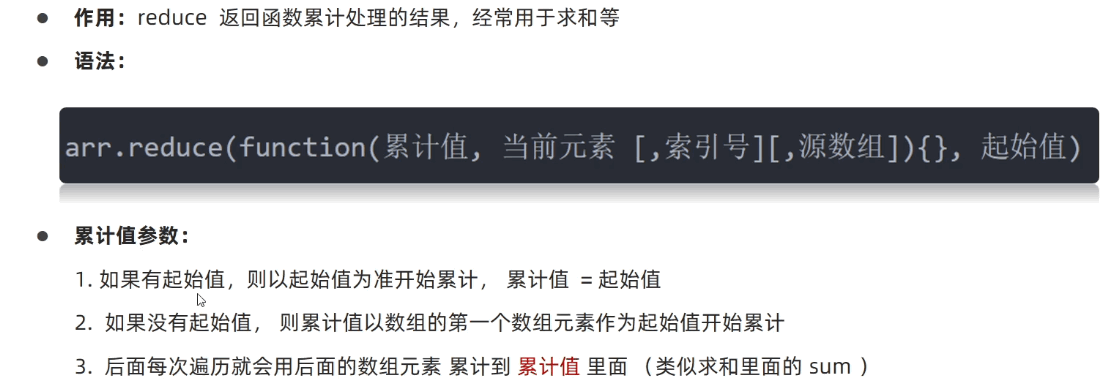 作用：reduce 返回函数累计处理的结果，经常用于求和等
语法：
arr.reduce(function(累计值, 当前元素 [,索引号][,源数组]){}, 起始值)
累计值参数：
1. 如果有起始值，则以起始值为准开始累计， 累计值 = 起始值
2. 如果没有起始值， 则累计值以数组的第一个数组元素作为起始值开始累计
3. 后面每次遍历就会用后面的数组元素 累计到 累计值 里面 （类似求和里面的 sum ）